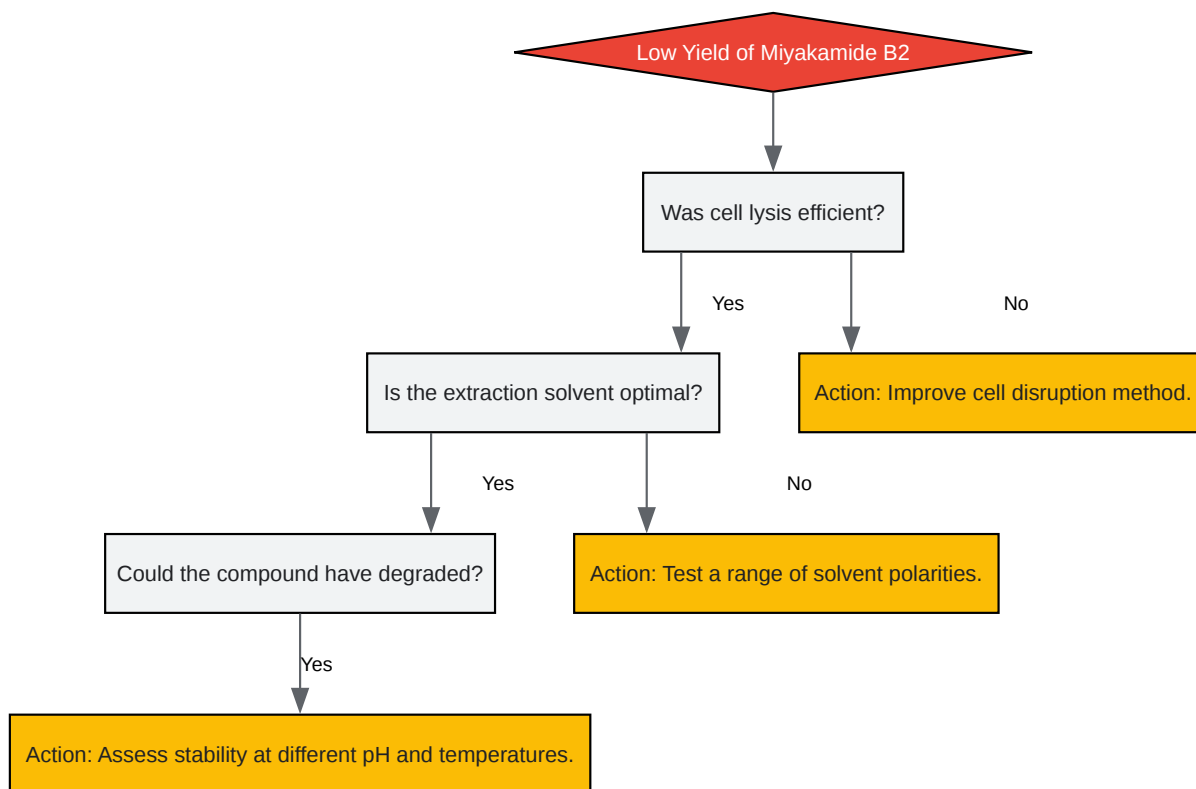 Low Yield of Miyakamide B2
Was cell lysis efficient?
Yes
No
Is the extraction solvent optimal?
Action: Improve cell disruption method.
Yes
No
Could the compound have degraded?
Action: Test a range of solvent polarities.
Yes
Action: Assess stability at different pH and temperatures.